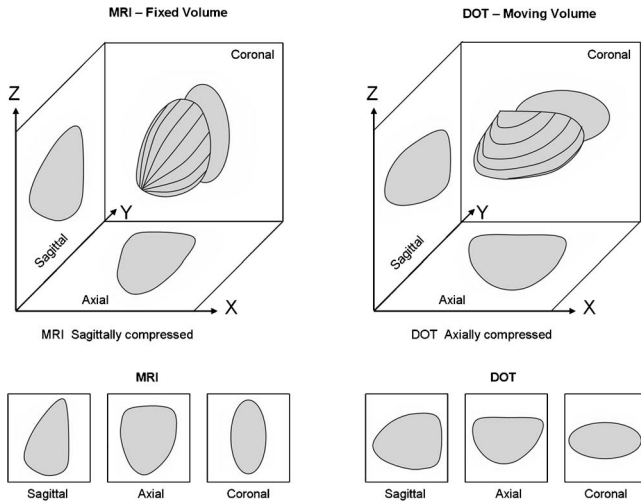 MRI – Fixed Volume
DOT – Moving Volume
Coronal
Coronal
Z
Z
Y
Y
Sagittal
Sagittal
Axial
Axial
X
X
MRI Sagittally compressed
DOT Axially compressed
MRI
DOT
Sagittal
Axial
Coronal
Sagittal
Axial
Coronal